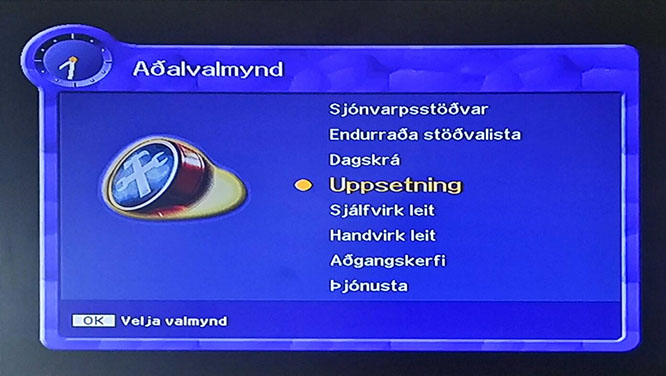 Aðalvalmynd
Sjónvarpsstöðvar
Endurraða stöðvalista
Dagskrá
Uppsetning
Sjálfvirk leit
Handvirk leit
Aðgangskerfi
Þjónusta
OK Velja valmynd